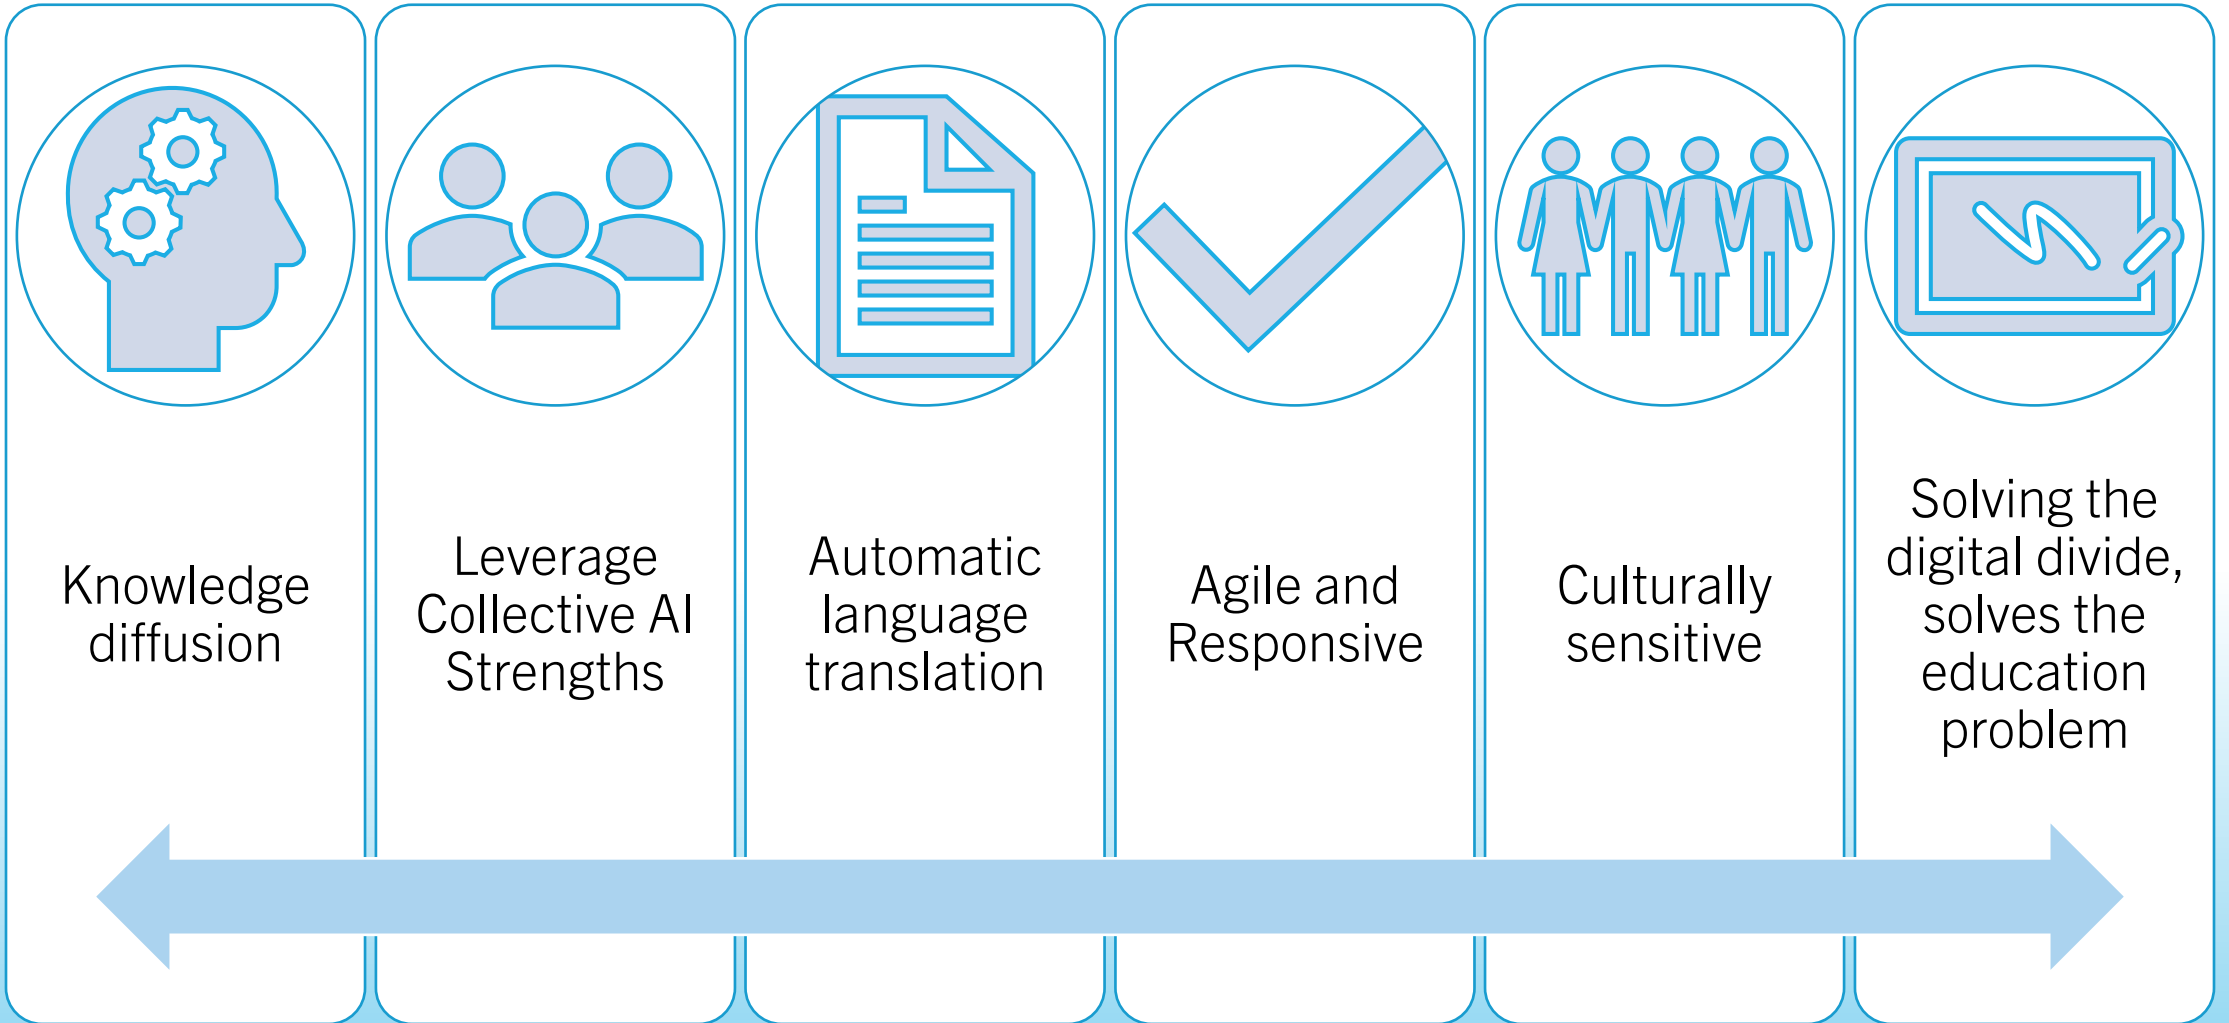 Knowledge
diffusion
Leverage
Collective AI
Strengths
Automatic
language
translation
Agile and
Responsive
Culturally
sensitive
Solving the
digital divide,
solves the
education
problem